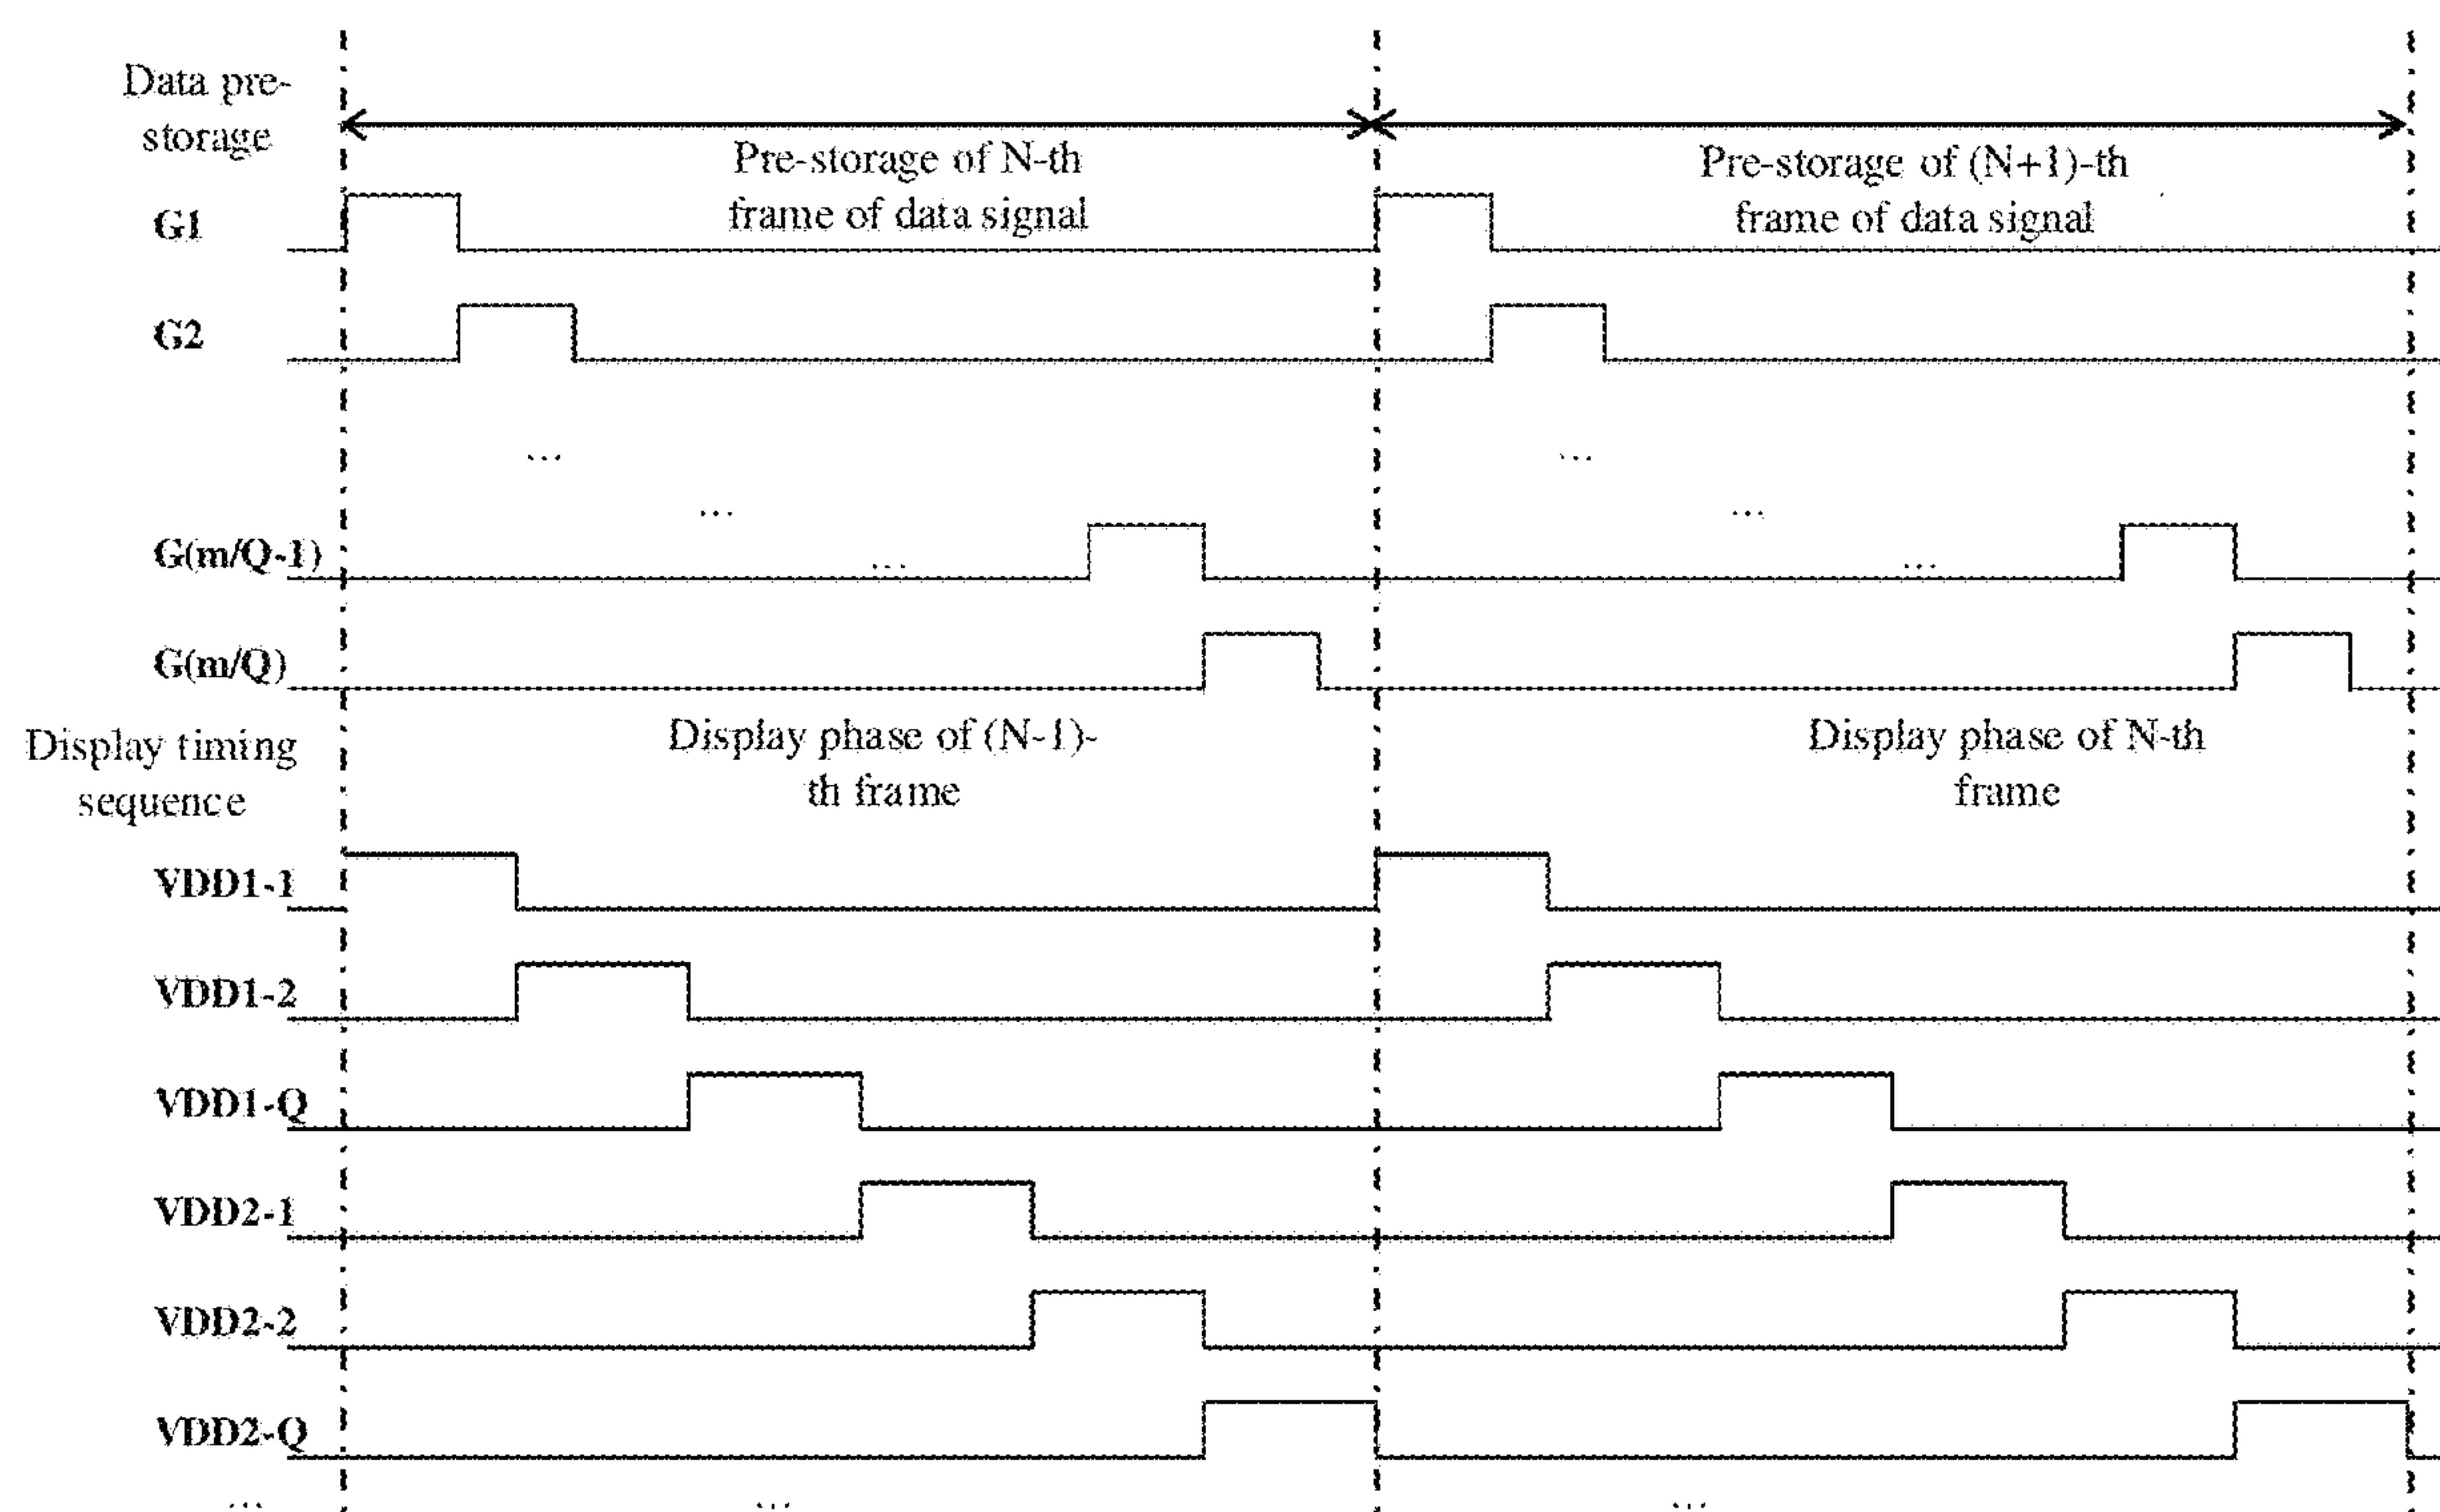 Data pre-
storage
Pre-storage of N-th
frame of data signal
Pre-storage of (N+1)-th
frame of data signal
G1
G2
...
...
...
...
G(m/Q-1)
...
...
G(m/Q)
Display timing
sequence
Display phase of (N-1)-
th frame
Display phase of N-th
frame
VDD1-1
VDD1-2
VDD1-Q
VDD2-1
VDD2-2
VDD2-Q
...
...
...